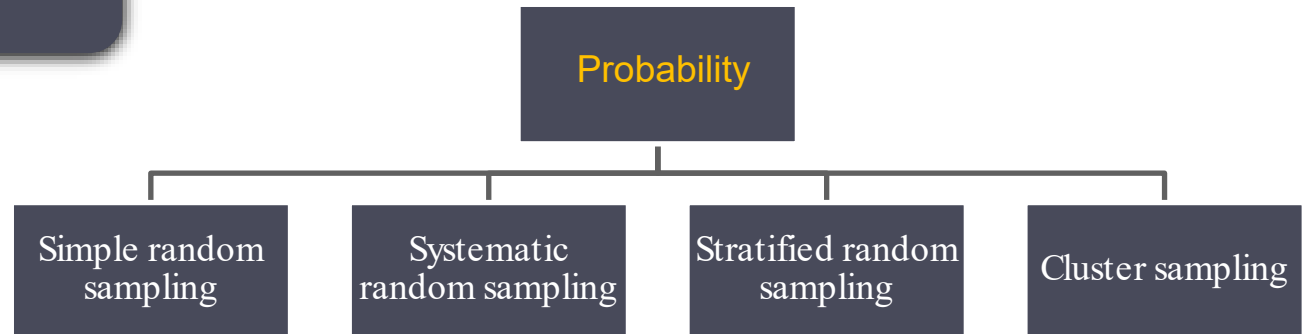 Probability
Simple random
sampling
Systematic
random sampling
Stratified random
sampling
Cluster sampling